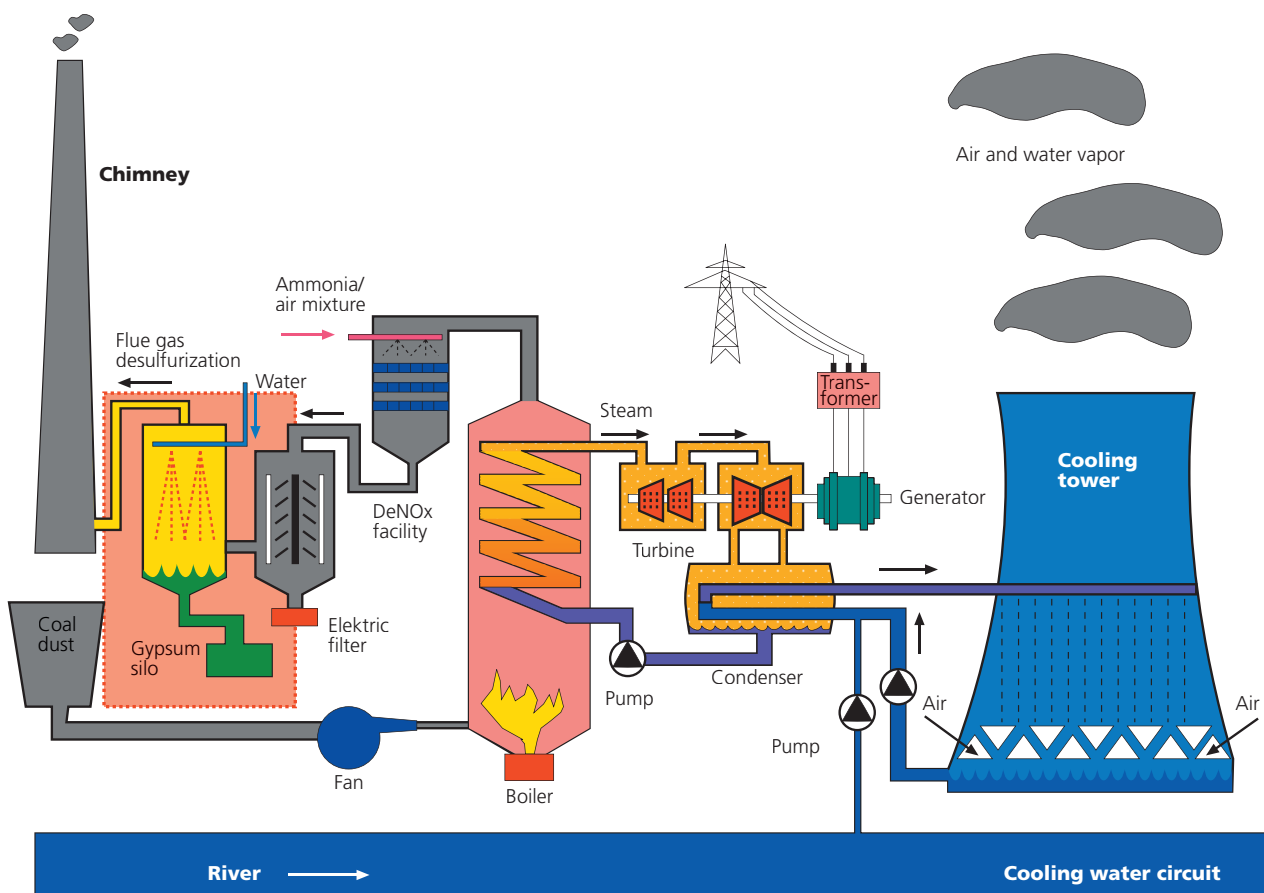 Air and water vapor
Chimney
Ammonia/
air mixture
Flue gas
desulfurization
Water
Trans-
former
Steam
Cooling
tower
Generator
DeNOx
facility
Turbine
Coal
dust
Elektric
filter
Gypsum
silo
Condenser
Pump
Air
Air
Pump
Fan
Boiler
River
Cooling water circuit